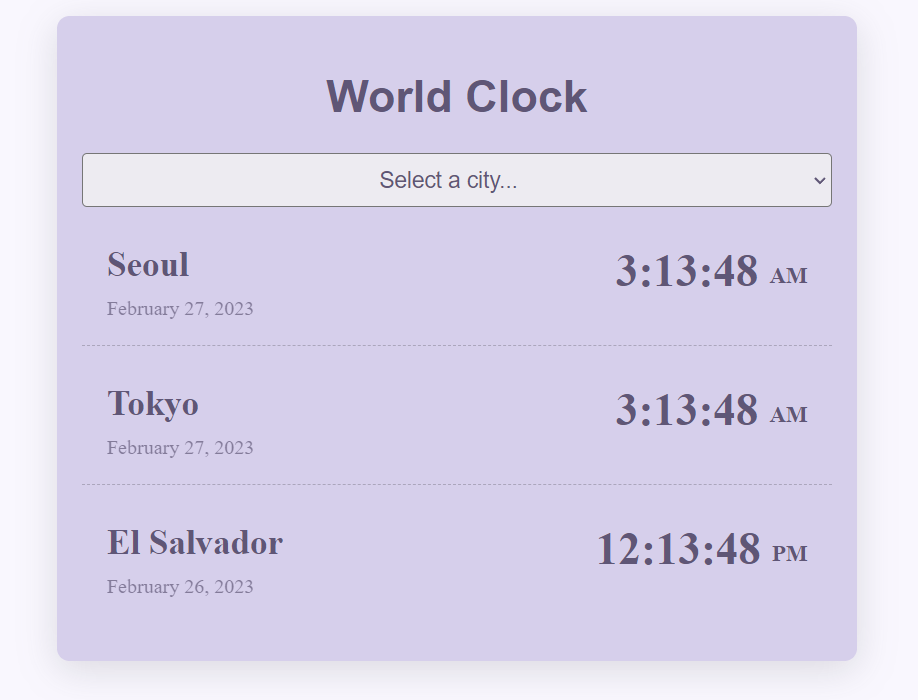 World Clock
Select a city...
Seoul
3:13:48 AM
February 27, 2023
Tokyo
3:13:48 AM
February 27, 2023
El Salvador
12:13:48 PM
February 26, 2023